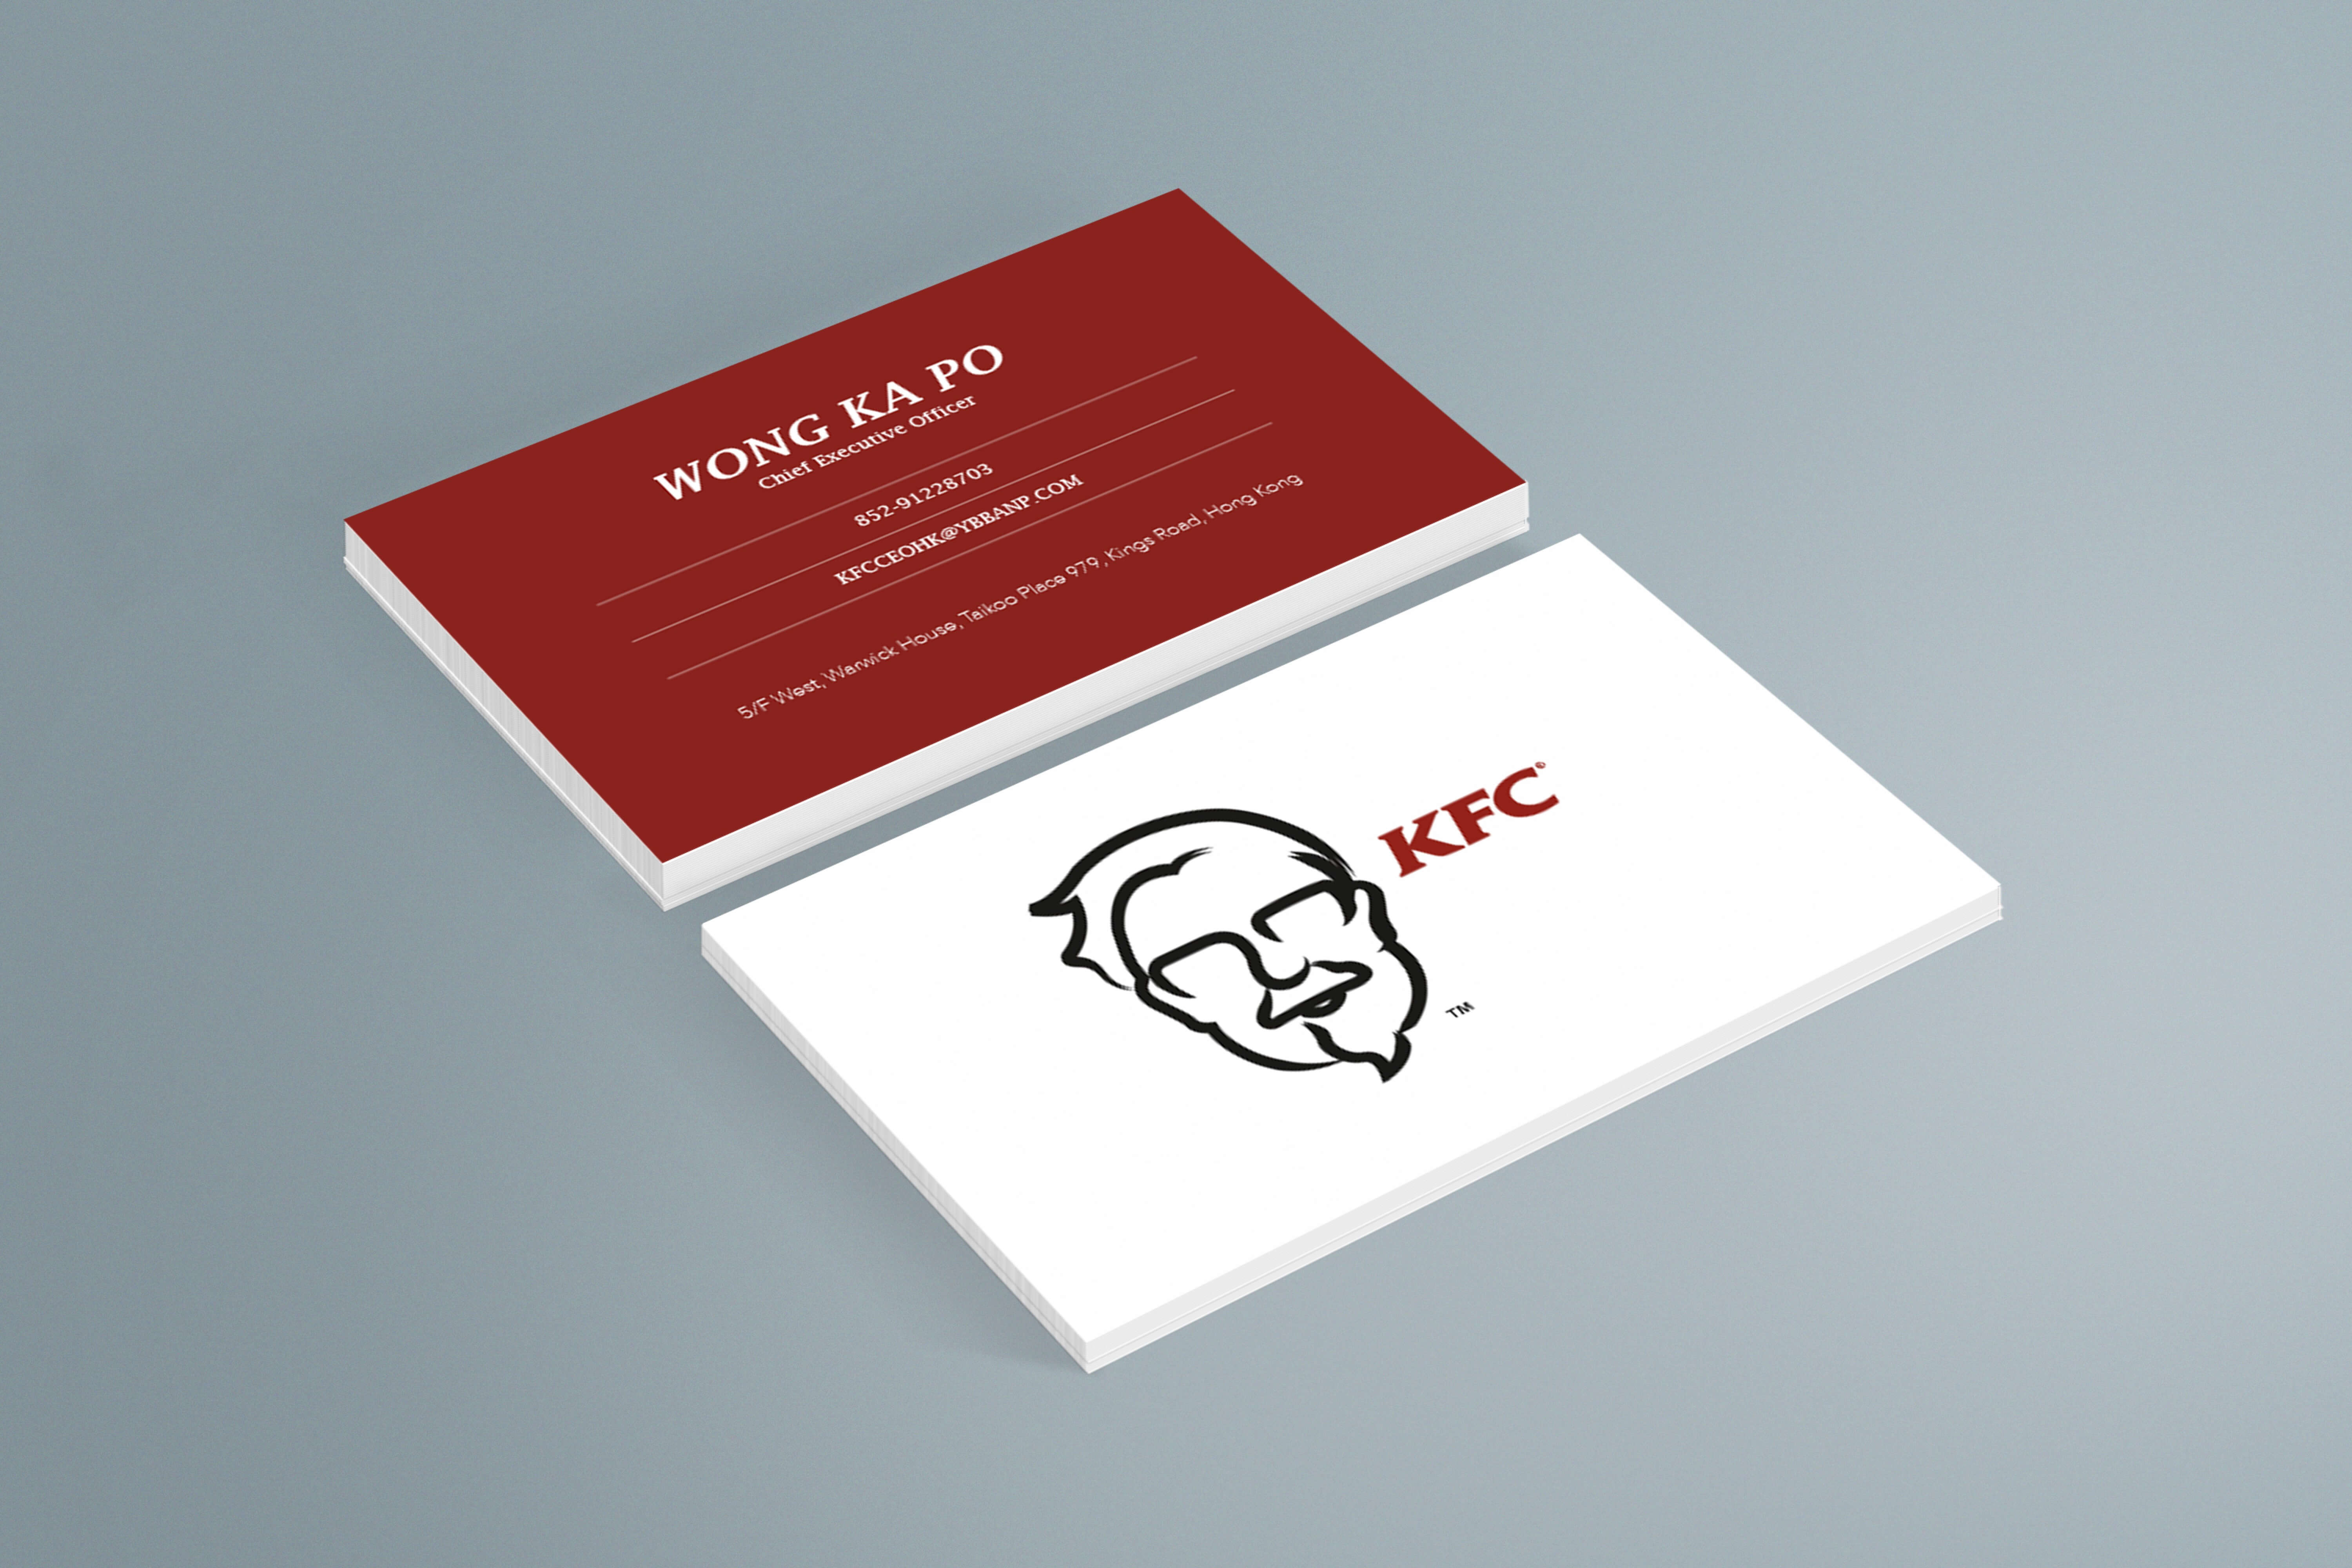 WONG KA PO
Chief Executive Officer
852-91228703
KFCCEOHK@YBBANP.COM
5/F West, Warwick House, Taikoo Place 979, Kings Road, Hong Kong
KFC®
TM